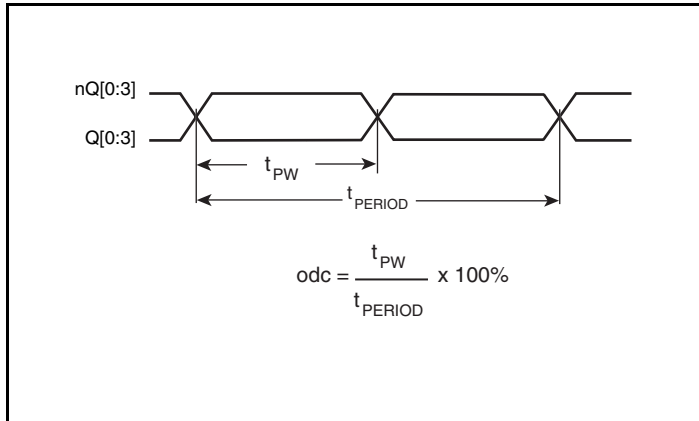 nQ[0:3]
Q[0:3]
tPW
tPERIOD
odc = tPW / tPERIOD x 100%